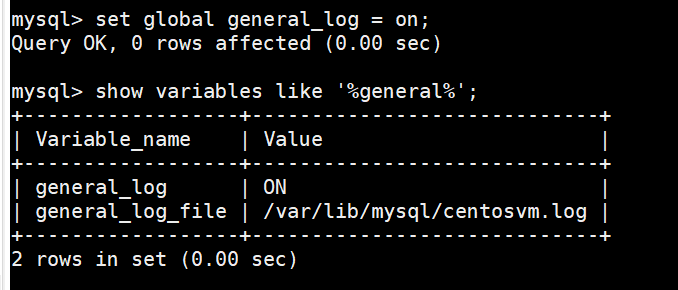 mysql> set global general_log = on;
Query OK, 0 rows affected (0.00 sec)
mysql> show variables like '%general%';
+------------------+-----------------------------+
| Variable_name    | Value                       |
+------------------+-----------------------------+
| general_log      | ON                          |
| general_log_file | /var/lib/mysql/centosvm.log |
+------------------+-----------------------------+
2 rows in set (0.00 sec)